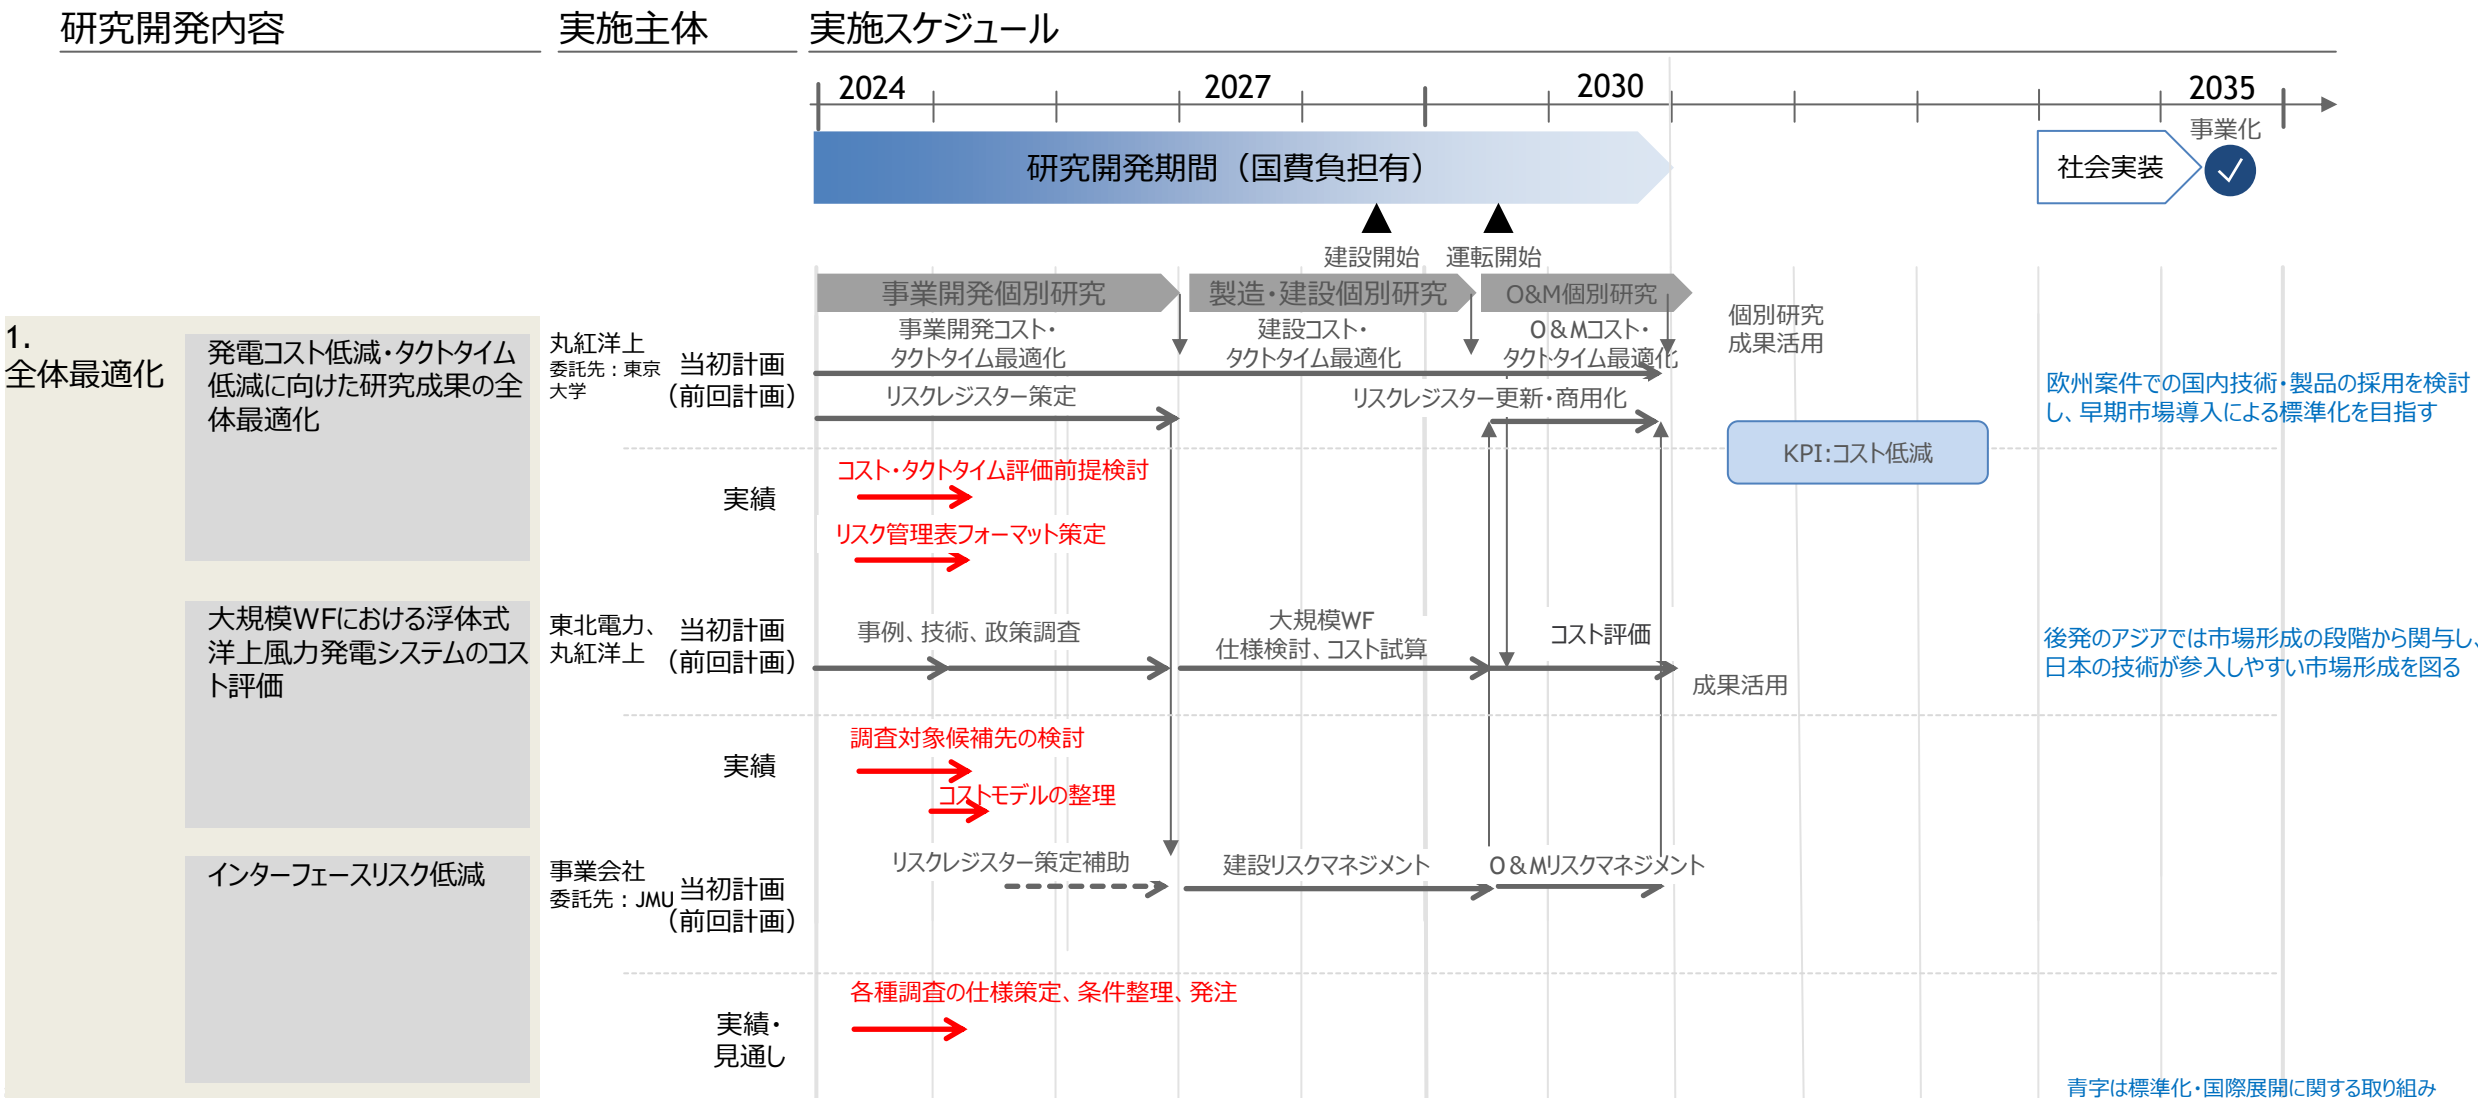 研究開発内容
実施主体
実施スケジュール
2024
2027
2030
2035
事業化
研究開発期間（国費負担有）
社会実装
建設開始
運転開始
事業開発個別研究
製造・建設個別研究
O&M個別研究
1.
全体最適化
発電コスト低減・タクトタイム
低減に向けた研究成果の全
体最適化
丸紅洋上
委託先：東京
大学
当初計画
（前回計画）
事業開発コスト・
タクトタイム最適化
建設コスト・
タクトタイム最適化
O＆Mコスト・
タクトタイム最適化
個別研究
成果活用
リスクレジスター策定
リスクレジスター更新・商用化
欧州案件での国内技術・製品の採用を検討
し、早期市場導入による標準化を目指す
KPI:コスト低減
実績
コスト・タクトタイム評価前提検討
リスク管理表フォーマット策定
大規模WFにおける浮体式
洋上風力発電システムのコス
ト評価
東北電力、
丸紅洋上
当初計画
（前回計画）
事例、技術、政策調査
大規模WF
仕様検討、コスト試算
コスト評価
成果活用
後発のアジアでは市場形成の段階から関与し、
日本の技術が参入しやすい市場形成を図る
実績
調査対象候補先の検討
コストモデルの整理
インターフェースリスク低減
事業会社
委託先：JMU
当初計画
（前回計画）
リスクレジスター策定補助
建設リスクマネジメント
O＆Mリスクマネジメント
実績・
見通し
各種調査の仕様策定、条件整理、発注
青字は標準化・国際展開に関する取り組み